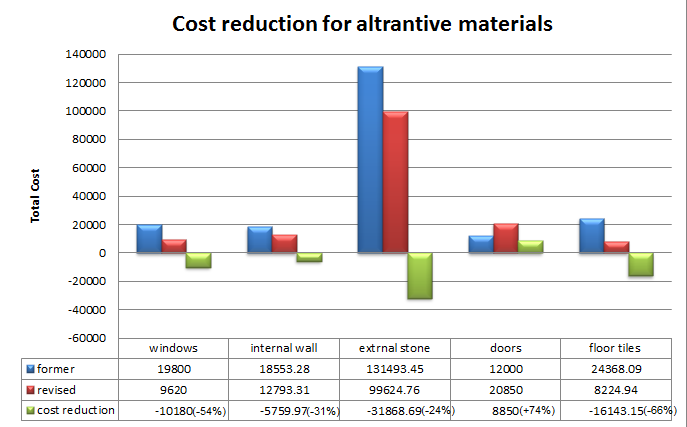 Cost reduction for altrantive materials
140000
120000
100000
80000
60000
40000
20000
0
-20000
-40000
-60000
Total Cost
windows internal wall extrnal stone doors floor tiles
former 19800 18553.28 131493.45 12000 24368.09
revised 9620 12793.31 99624.76 20850 8224.94
cost reduction -10180(-54%) -5759.97(-31%) -31868.69(-24%) 8850(+74%) -16143.15(-66%)